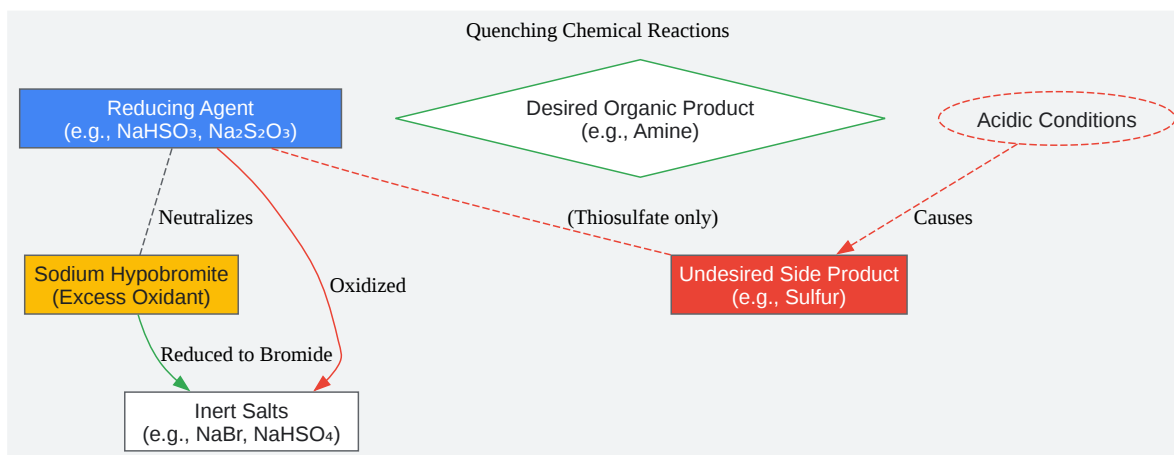 Quenching Chemical Reactions
Reducing Agent
(e.g., NaHSO₃, Na₂S₂O₃)
Desired Organic Product
(e.g., Amine)
Acidic Conditions
Neutralizes
(Thiosulfate only)
Causes
Sodium Hypobromite
(Excess Oxidant)
Oxidized
Undesired Side Product
(e.g., Sulfur)
Reduced to Bromide
Inert Salts
(e.g., NaBr, NaHSO₄)